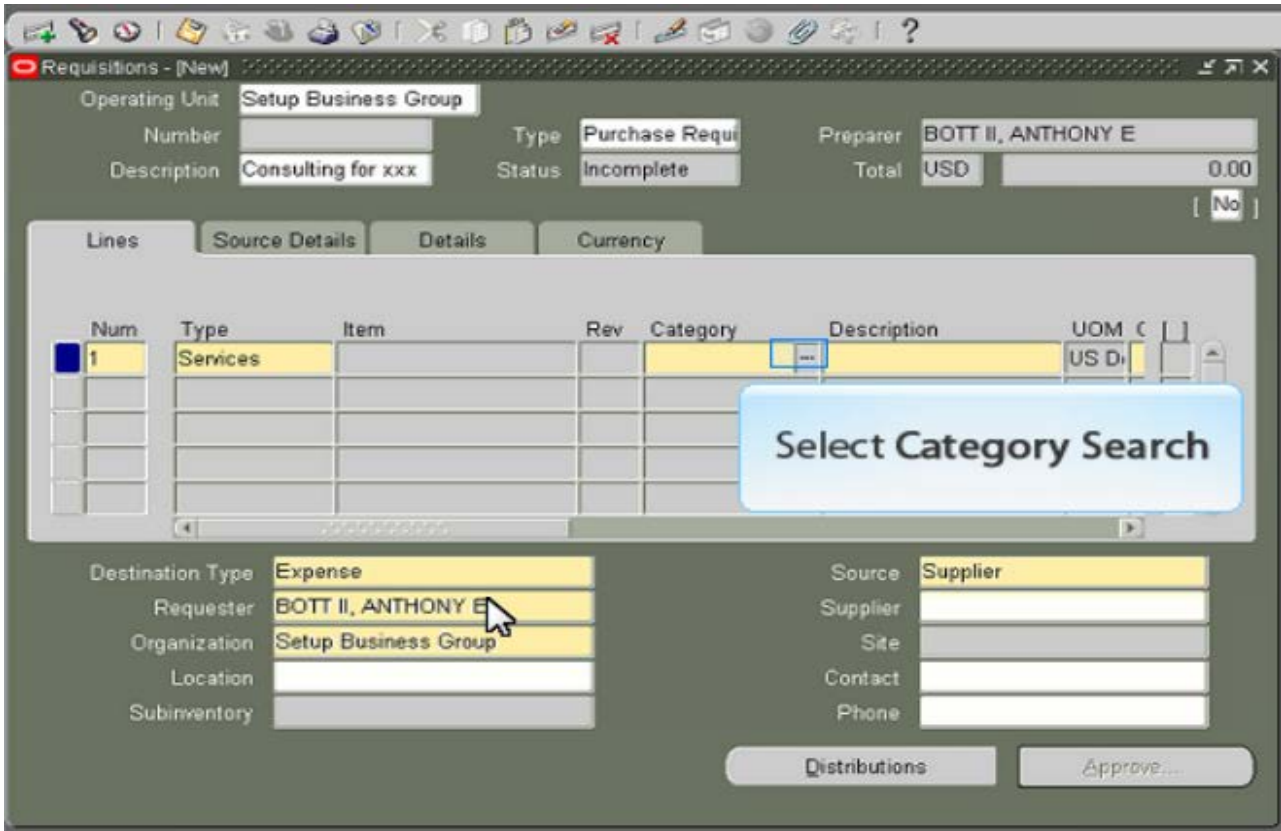 ?
Requisitions - [New]
Operating Unit Setup Business Group
Number Type Purchase Requi Preparer BOTT II, ANTHONY E
Description Consulting for xxx Status Incomplete Total USD 0.00
[ No ]
Lines Source Details Details Currency
Num Type Item Rev Category Description UOM [ ]
1 Services ... US D
Select Category Search
Destination Type Expense Source Supplier
Requester BOTT II, ANTHONY E Supplier
Organization Setup Business Group Site
Location Contact
Subinventory Phone
Distributions Approve...